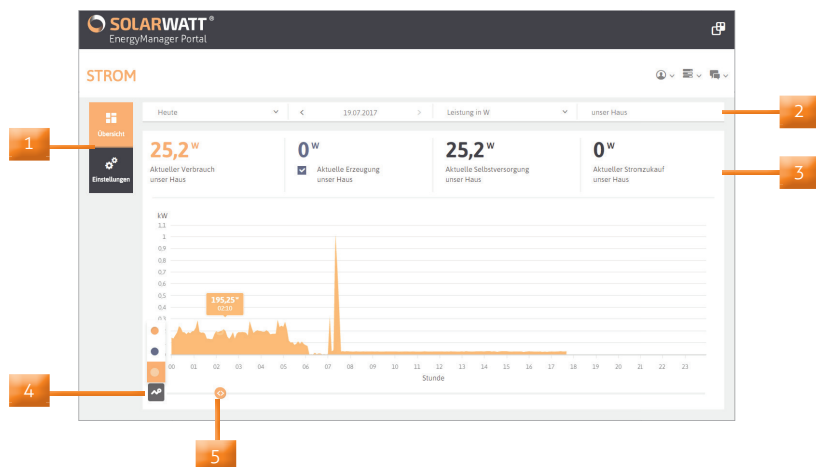 SOLARWATT®
EnergyManager Portal
STROM
Heute
19.07.2017
Leistung in W
unser Haus
Übersicht
Einstellungen
1
2
3
4
5
25,2 W
Aktueller Verbrauch
unser Haus
0 W
Aktuelle Erzeugung
unser Haus
25,2 W
Aktuelle Selbstversorgung
unser Haus
0 W
Aktueller Stromzukauf
unser Haus
kW
1,1
1
0,9
0,8
0,7
0,6
0,5
0,4
0,3
195,25 W
02:10
00 01 02 03 04 05 06 07 08 09 10 11 12 13 14 15 16 17 18 19 20 21 22 23
Stunde